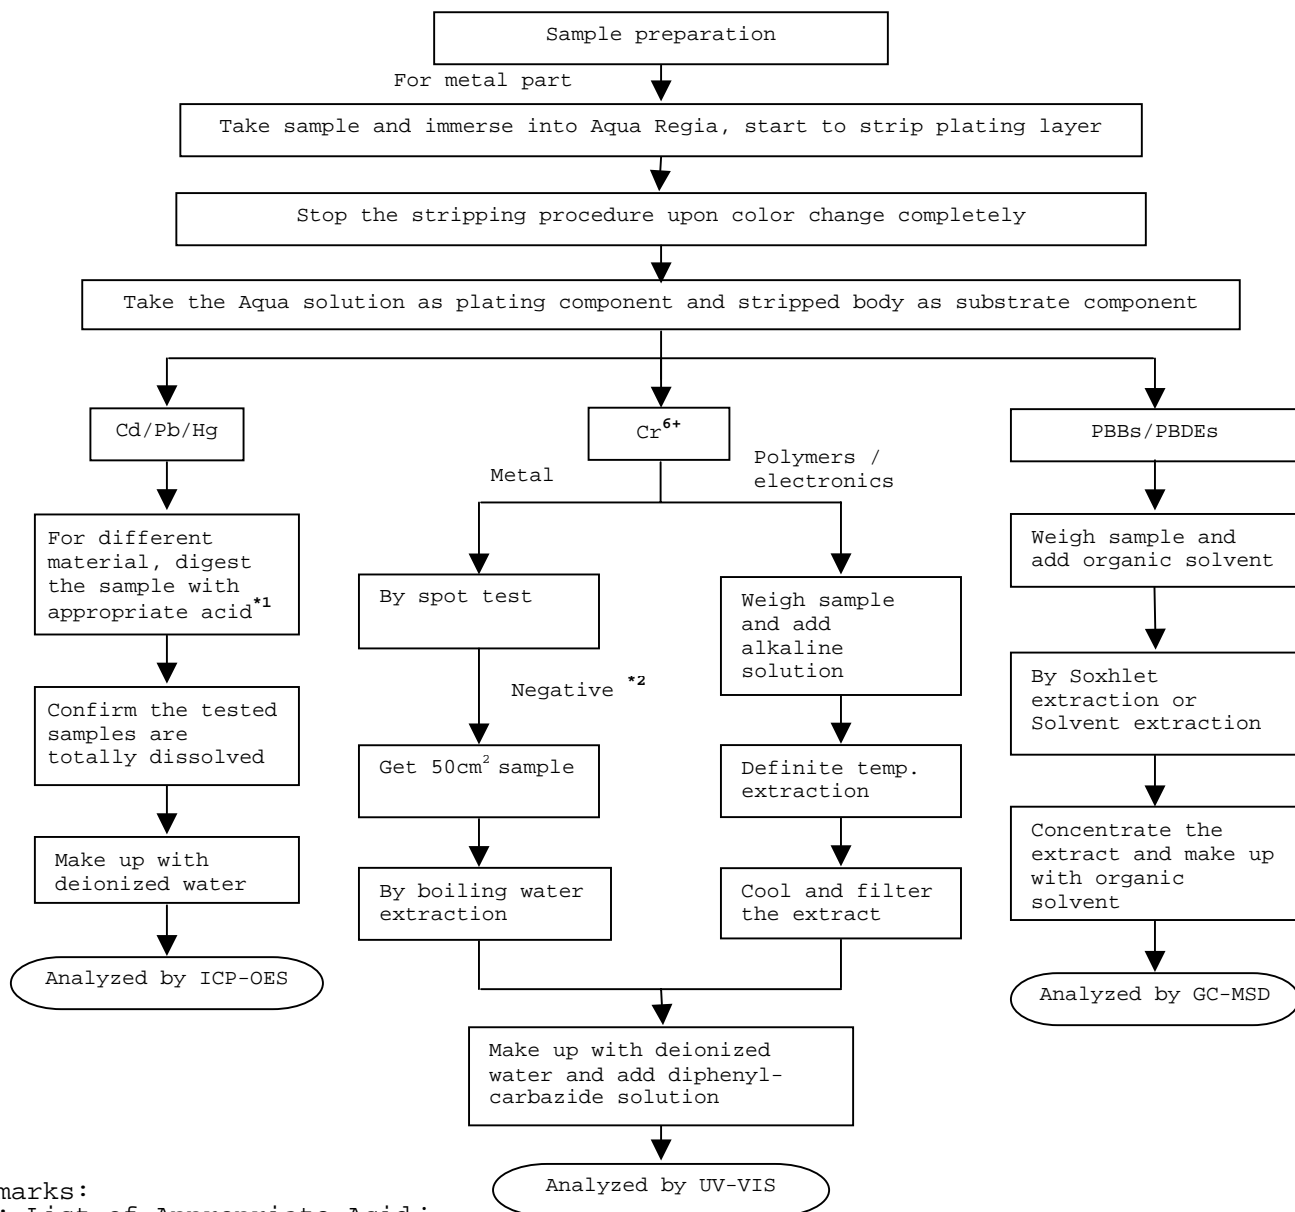 Sample preparation
For metal part
Take sample and immerse into Aqua Regia, start to strip plating layer
Stop the stripping procedure upon color change completely
Take the Aqua solution as plating component and stripped body as substrate component
Cd/Pb/Hg
For different
material, digest
the sample with
appropriate acid*1
Confirm the tested
samples are
totally dissolved
Make up with
deionized water
Analyzed by ICP-OES
Cr6+
Metal
By spot test
Negative *2
Get 50cm2 sample
By boiling water
extraction
Polymers /
electronics
Weigh sample
and add
alkaline
solution
Definite temp.
extraction
Cool and filter
the extract
Make up with deionized
water and add diphenyl-
carbazide solution
Analyzed by UV-VIS
PBBs/PBDEs
Weigh sample and
add organic solvent
By Soxhlet
extraction or
Solvent extraction
Concentrate the
extract and make up
with organic
solvent
Analyzed by GC-MSD
marks:
: List of Appropriate Acid: